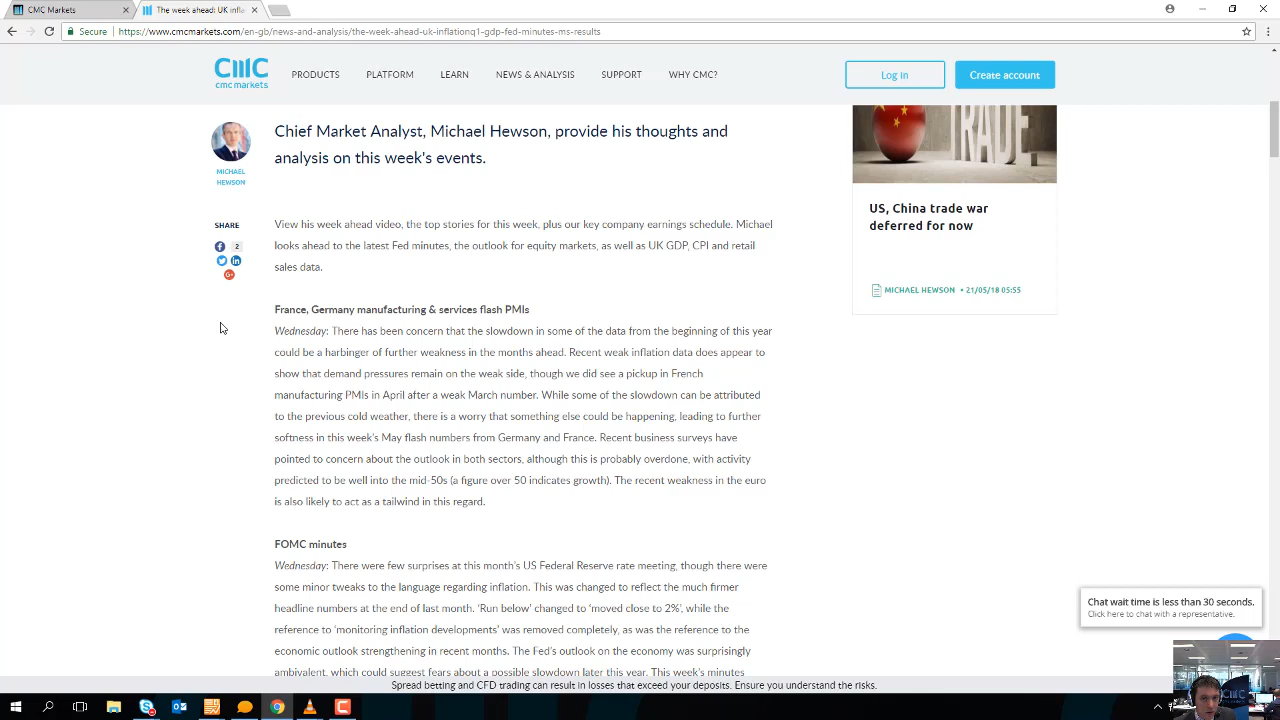 CMC Markets
The week ahead: UK infla
Secure
https://www.cmcmarkets.com/en-gb/news-and-analysis/the-week-ahead-uk-inflationq1-gdp-fed-minutes-ms-results
cmc markets
PRODUCTS
PLATFORM
LEARN
NEWS & ANALYSIS
SUPPORT
WHY CMC?
Log in
Create account
MICHAEL
HEWSON
Chief Market Analyst, Michael Hewson, provide his thoughts and
analysis on this week's events.
SHARE
2
View his week ahead video, the top stories for this week, plus our key company earnings schedule. Michael
looks ahead to the latest Fed minutes, the outlook for equity markets, as well as UK GDP, CPI and retail
sales data.
France, Germany manufacturing & services flash PMIs
Wednesday: There has been concern that the slowdown in some of the data from the beginning of this year
could be a harbinger of further weakness in the months ahead. Recent weak inflation data does appear to
show that demand pressures remain on the weak side, though we did see a pickup in French
manufacturing PMIs in April after a weak March number. While some of the slowdown can be attributed
to the previous cold weather, there is a worry that something else could be happening, leading to further
softness in this week's May flash numbers from Germany and France. Recent business surveys have
pointed to concern about the outlook in both sectors, although this is probably overdone, with activity
predicted to be well into the mid-50s (a figure over 50 indicates growth). The recent weakness in the euro
is also likely to act as a tailwind in this regard.
FOMC minutes
Wednesday: There were few surprises at this month's US Federal Reserve rate meeting, though there were
some minor tweaks to the language regarding inflation. This was changed to reflect the much firmer
headline numbers at the end of last month. 'Run below' changed to 'moved close to 2%', while the
reference to 'monitoring inflation developments' was removed completely, as was the reference to the
economic outlook strengthening in recent months. The Fed's outlook on the economy was surprisingly
ambivalent, which could suggest fears about a possible slowdown later this year. This week's minutes
TRADE
US, China trade war
deferred for now
MICHAEL HEWSON • 21/05/18 05:55
Chat wait time is less than 30 seconds.
Click here to chat with a representative.
Spread betting and CFD trading can result in losses that exceed your deposits. Ensure you understand the risks.